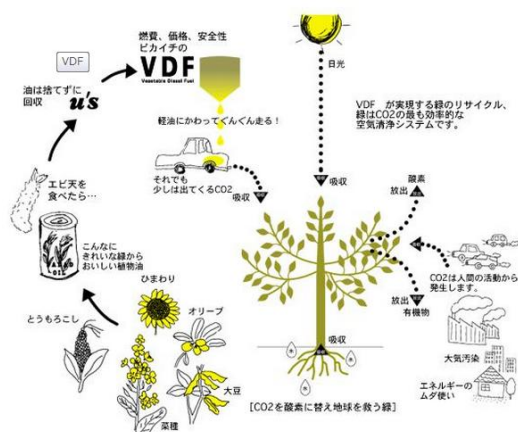 燃費、価格、安全性
ピカイチの
VDF
Vegetable Diesel Fuel
VDF
油は捨てずに
回収
u's
軽油にかわってぐんぐん走る！
それでも
少しは出てくるCO2
吸収
エビ天を
食べたら…
こんなに
きれいな緑から
おいしい植物油
OIL
ひまわり
とうもろこし
オリーブ
大豆
菜種
日光
吸収
VDF が実現する緑のリサイクル、
緑はCO2の最も効率的な
空気清浄システムです。
酸素
放出
CO2は人間の活動から
発生します。
放出
有機物
吸収
大気汚染
エネルギーの
ムダ使い
[CO2を酸素に替え地球を救う緑]